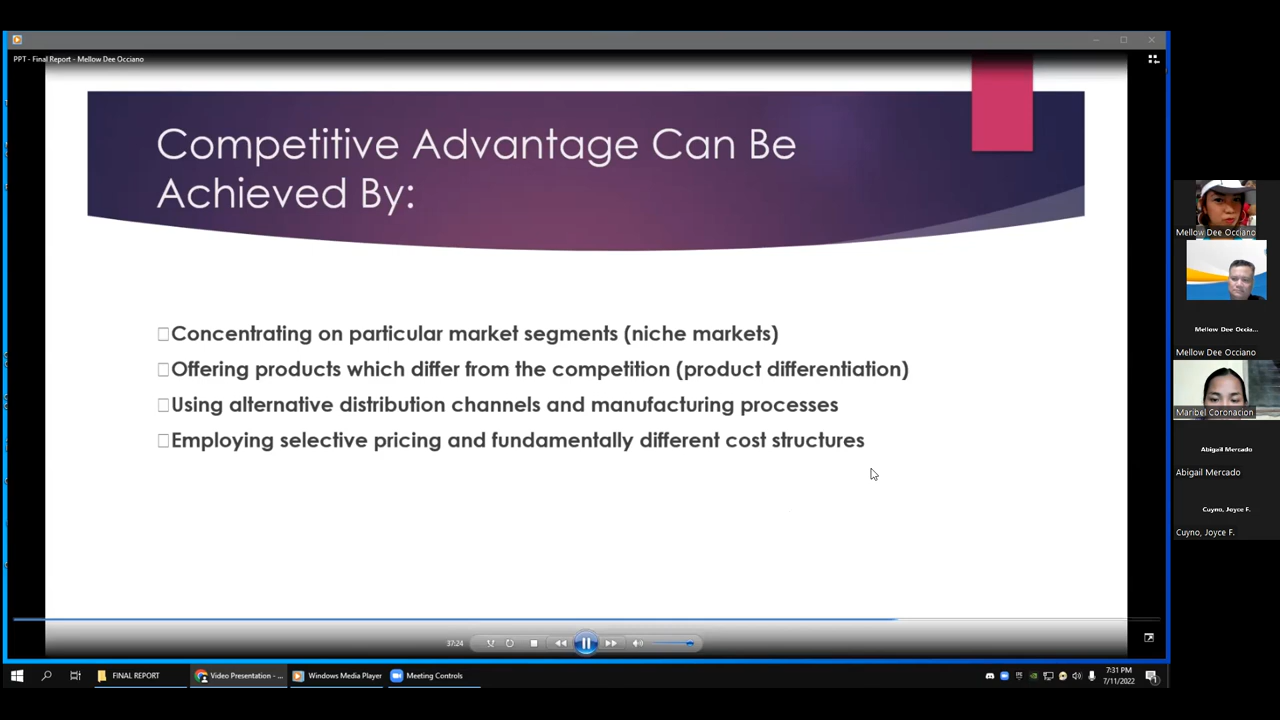 PPT - Final Report - Mellow Dee Occiano
Competitive Advantage Can Be
Achieved By:
Concentrating on particular market segments (niche markets)
Offering products which differ from the competition (product differentiation)
Using alternative distribution channels and manufacturing processes
Employing selective pricing and fundamentally different cost structures
Mellow Dee Occiano
Mellow Dee Occia...
Mellow Dee Occiano
Maribel Coronacion
Abigail Mercado
Abigail Mercado
Cuyno, Joyce F.
Cuyno, Joyce F.
37:24
FINAL REPORT
Video Presentation - ...
Windows Media Player
Meeting Controls
7:31 PM
7/11/2022
1